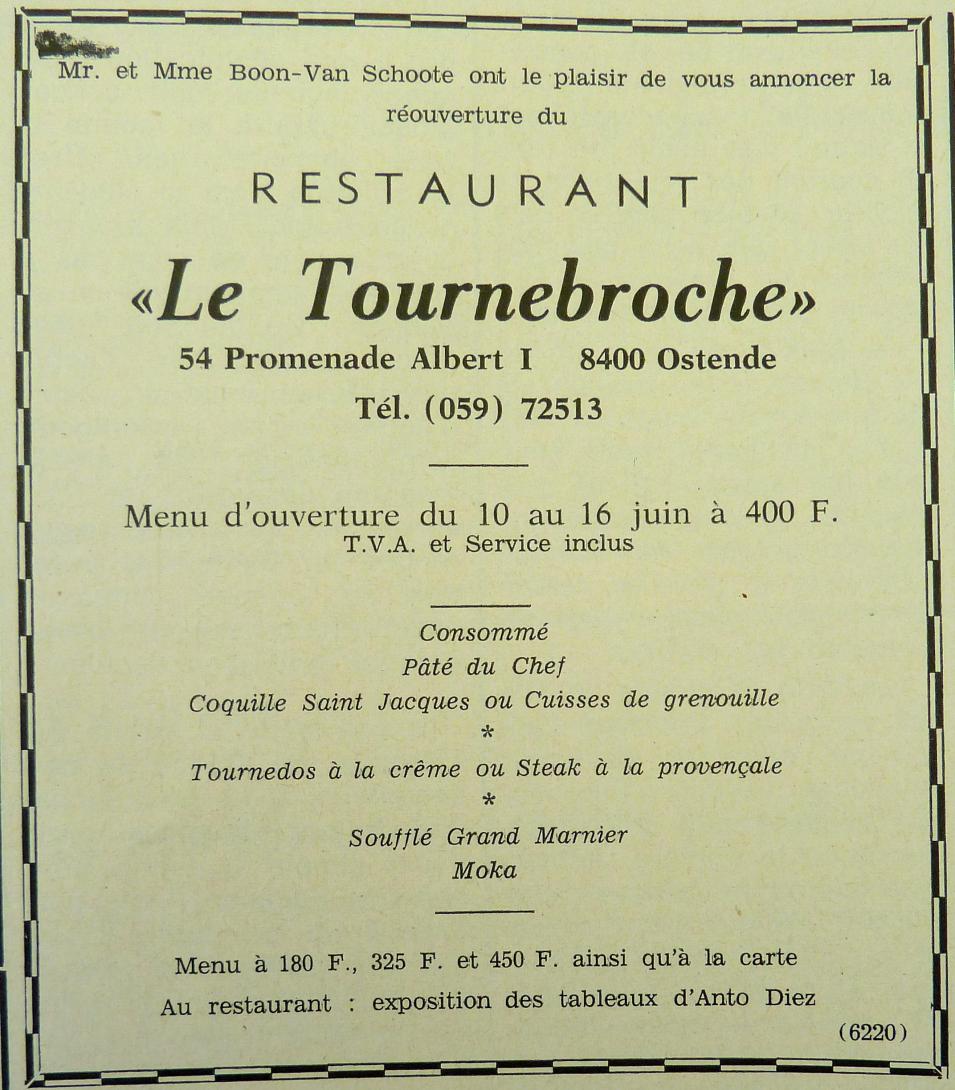 Mr. et Mme Boon-Van Schoote ont le plaisir de vous annoncer la
réouverture du
RESTAURANT
«Le Tournebroche»
54 Promenade Albert I 8400 Ostende
Tél. (059) 72513
Menu d'ouverture du 10 au 16 juin à 400 F.
T.V.A. et Service inclus
Consommé
Pâté du Chef
Coquille Saint Jacques ou Cuisses de grenouille
*
Tournedos à la crême ou Steak à la provençale
*
Soufflé Grand Marnier
Moka
Menu à 180 F., 325 F. et 450 F. ainsi qu'à la carte
Au restaurant : exposition des tableaux d'Anto Diez
(6220)